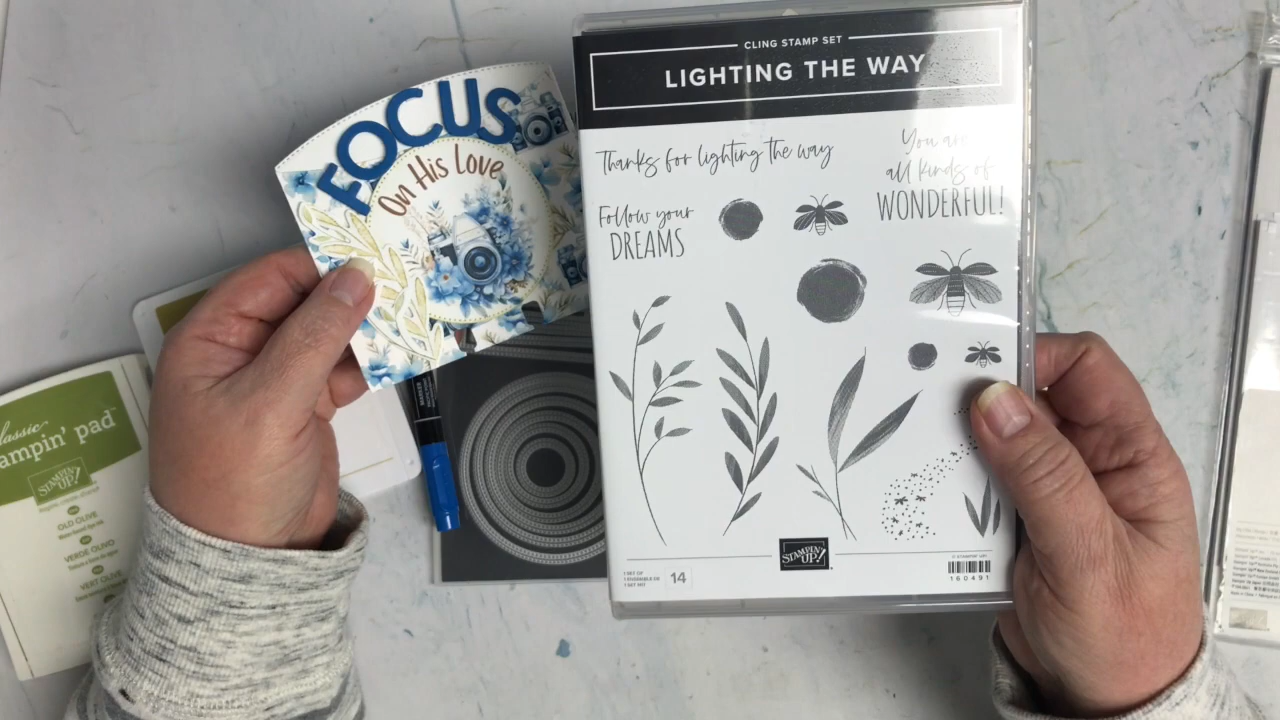 FOCUS
On His Love
CLING STAMP SET
LIGHTING THE WAY
Thanks for lighting the way
You are
all kinds of
WONDERFUL!
Follow your
DREAMS
STAMPIN' UP!
14
160491
classic
stampin' pad
STAMPIN' UP!
OLD OLIVE
VERDE OLIVO
VERT OLIVE